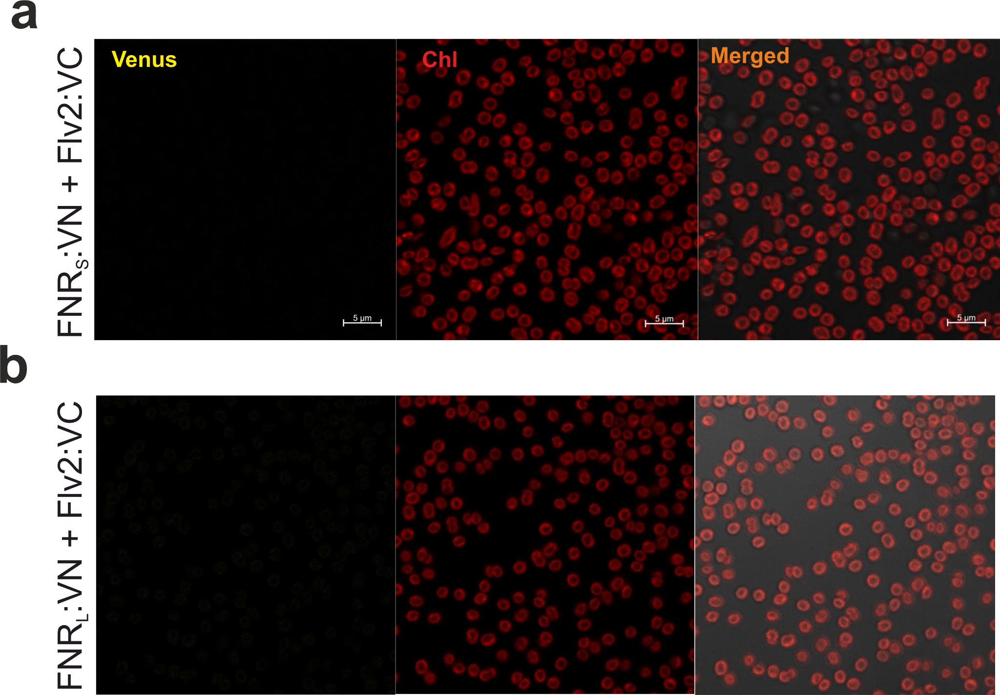 a
FNRS::VN + Flv2::VC
Venus
Chl
Merged
5 µm
5 µm
5 µm
b
FNRL::VN + Flv2::VC